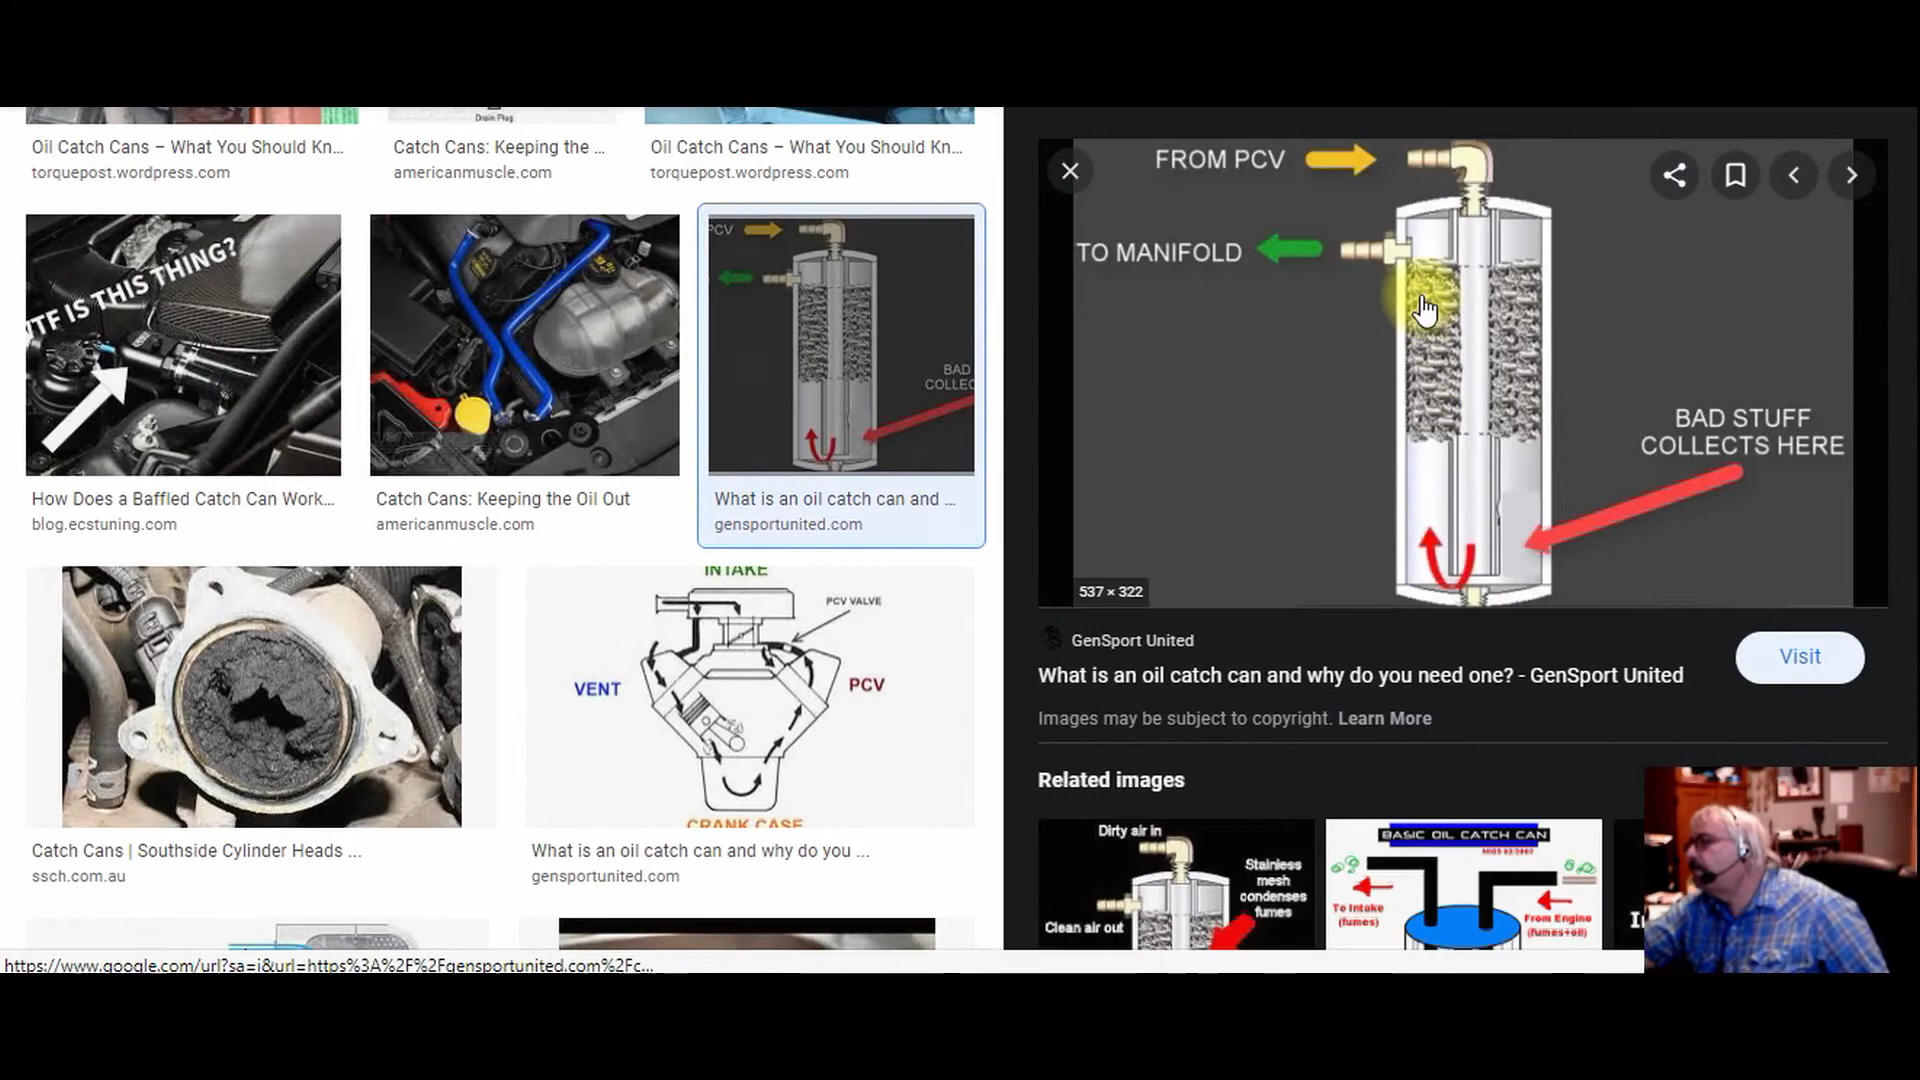 Drain Plug
Oil Catch Cans – What You Should Kn...
torquepost.wordpress.com
Catch Cans: Keeping the ...
americanmuscle.com
Oil Catch Cans – What You Should Kn...
torquepost.wordpress.com
IS THIS THING?
How Does a Baffled Catch Can Work...
blog.ecstuning.com
Catch Cans: Keeping the Oil Out
americanmuscle.com
PCV
BAD
COLLEC
What is an oil catch can and ...
gensportunited.com
Catch Cans | Southside Cylinder Heads ...
ssch.com.au
INTAKE
PCV VALVE
VENT
PCV
CRANK CASE
What is an oil catch can and why do you ...
gensportunited.com
https://www.google.com/url?sa=i&url=https%3A%2F%2Fgensportunited.com%2Fc...
FROM PCV
TO MANIFOLD
BAD STUFF
COLLECTS HERE
537 × 322
GenSport United
What is an oil catch can and why do you need one? - GenSport United
Visit
Images may be subject to copyright. Learn More
Related images
Dirty air in
Stainless
mesh
condenses
fumes
Clean air out
BASIC OIL CATCH CAN
To Intake
(fumes)
From Engine
(fumes+oil)